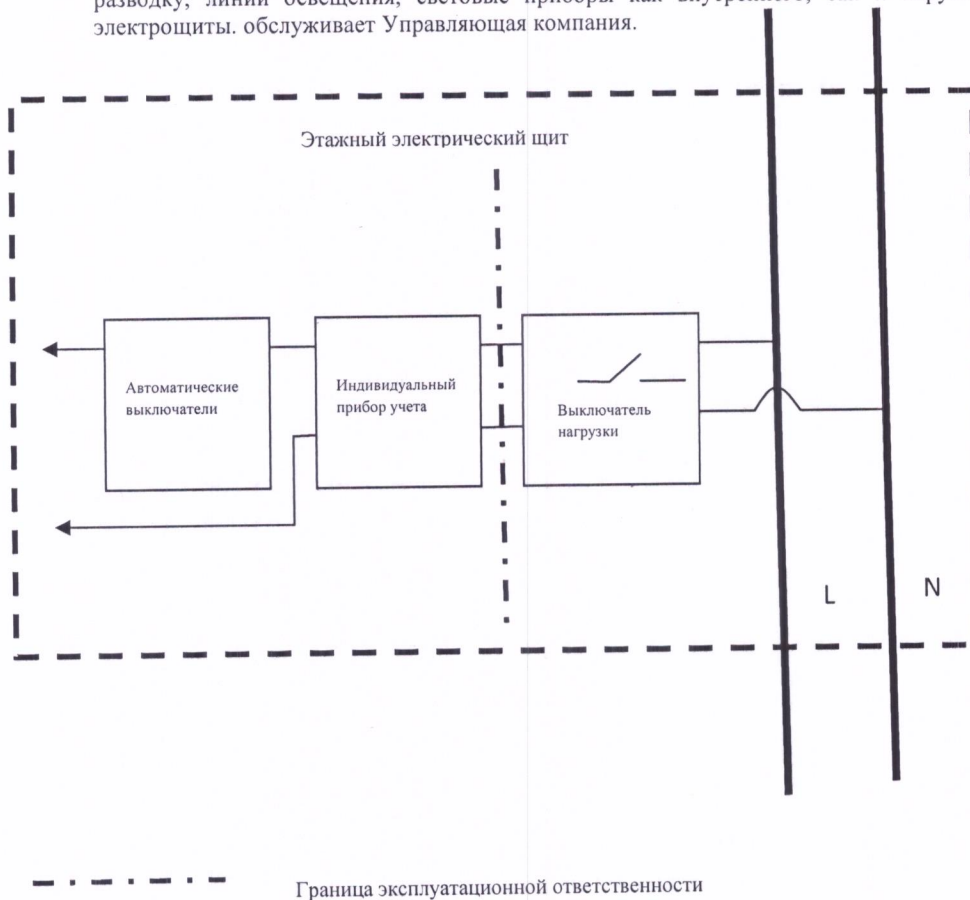 разводку, линии освещения, световые приборы как внутреннего,
электрощиты. обслуживает Управляющая компания.
Этажный электрический щит
Автоматические
выключатели
Индивидуальный
прибор учета
Выключатель
нагрузки
L
N
Граница эксплуатационной ответственности